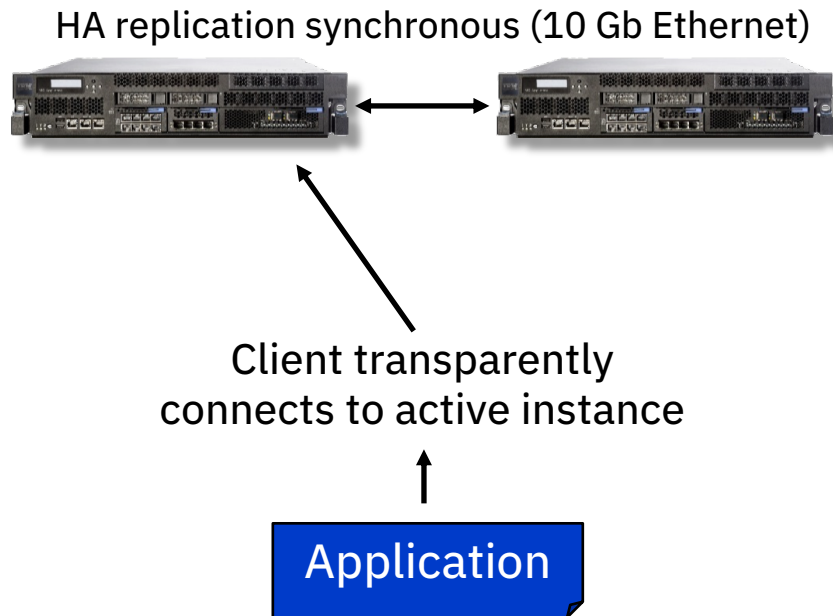 HA replication synchronous (10 Gb Ethernet)
Client transparently
connects to active instance
Application